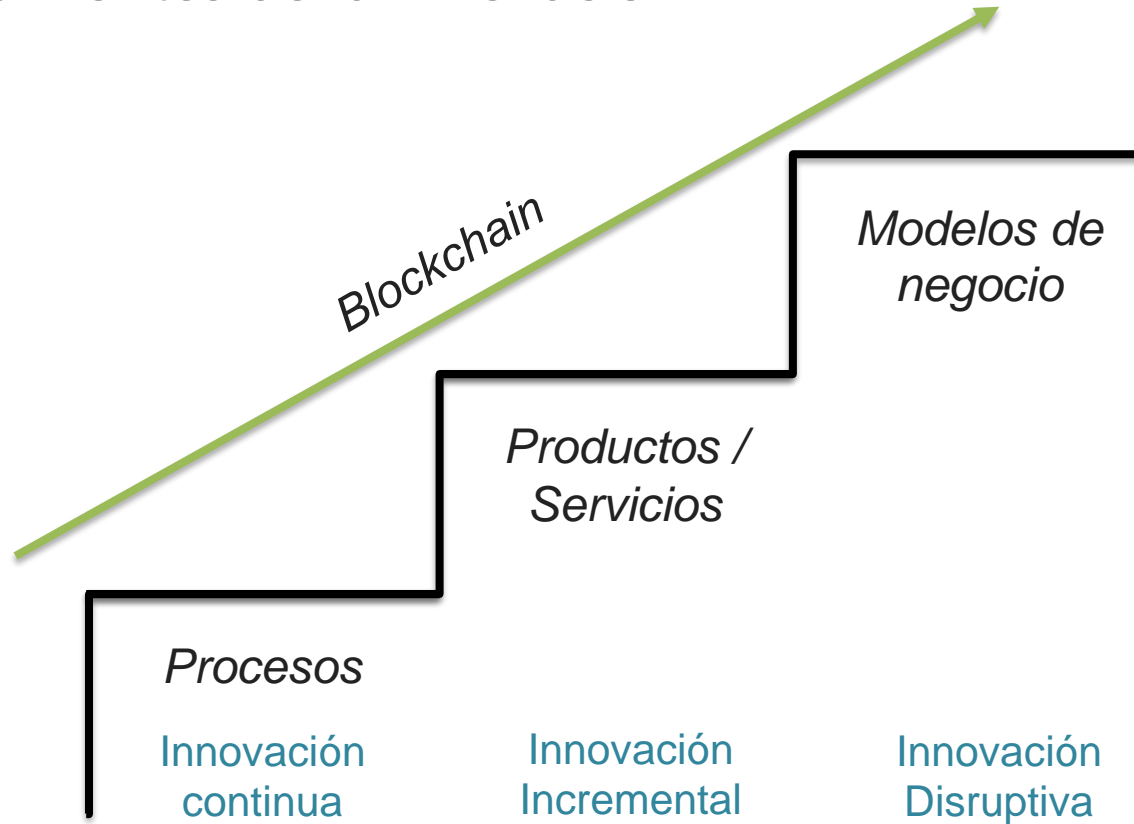 Blockchain
Modelos de
negocio
Productos /
Servicios
Procesos
Innovación
continua
Innovación
Incremental
Innovación
Disruptiva